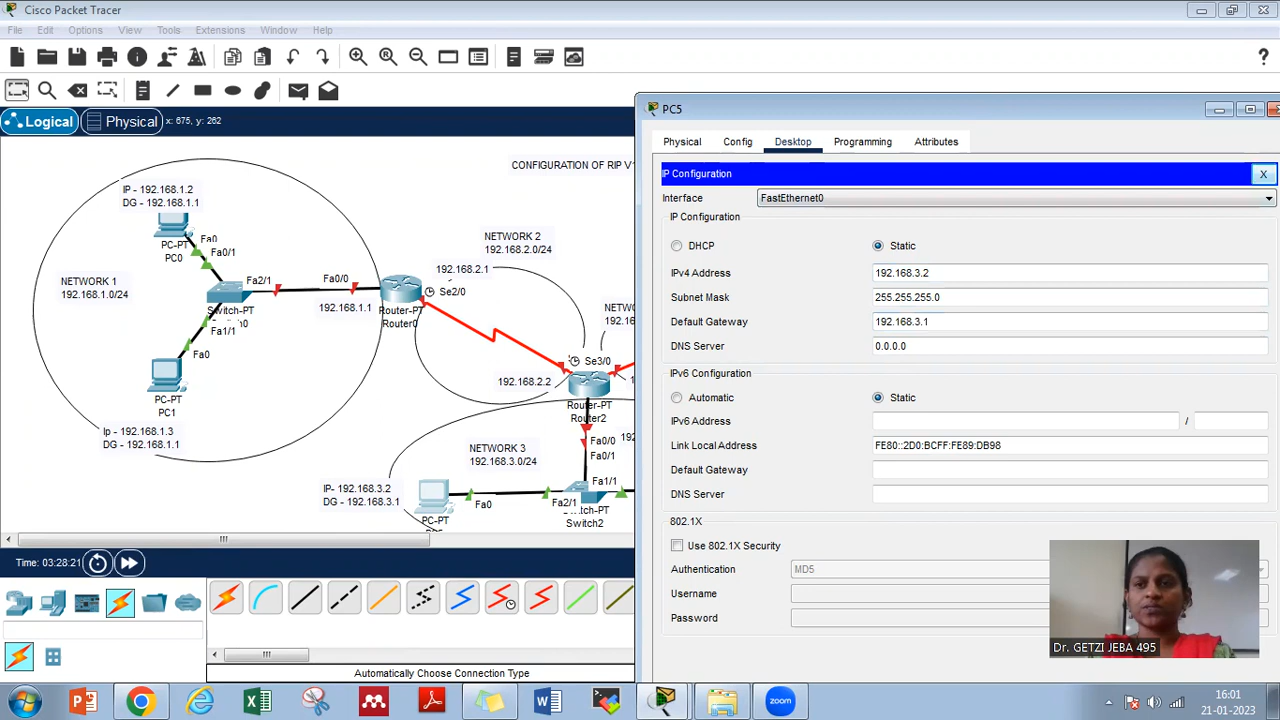 Cisco Packet Tracer
File Edit Options View Tools Extensions Window Help
?
Logical Physical x: 675, y: 262
CONFIGURATION OF RIP V1
IP - 192.168.1.2
DG - 192.168.1.1
PC-PT
PC0
Fa0
Fa0/1
NETWORK 1
192.168.1.0/24
Fa2/1
Fa0/0
192.168.1.1
Switch-PT
Fa1/1
Fa0
PC-PT
PC1
Ip - 192.168.1.3
DG - 192.168.1.1
Router-PT
Router0
Se2/0
192.168.2.1
NETWORK 2
192.168.2.0/24
Se3/0
192.168.2.2
Router-PT
Router2
Fa0/0
Fa0/1
NETWORK 3
192.168.3.0/24
IP- 192.168.3.2
DG - 192.168.3.1
PC-PT
Fa0
Fa2/1
Fa1/1
Switch-PT
Switch2
Time: 03:28:21
Automatically Choose Connection Type
PC5
Physical Config Desktop Programming Attributes
IP Configuration X
Interface FastEthernet0
IP Configuration
DHCP Static
IPv4 Address 192.168.3.2
Subnet Mask 255.255.255.0
Default Gateway 192.168.3.1
DNS Server 0.0.0.0
IPv6 Configuration
Automatic Static
IPv6 Address /
Link Local Address FE80::2D0:BCFF:FE89:DB98
Default Gateway
DNS Server
802.1X
Use 802.1X Security
Authentication MD5
Username
Password
Dr. GETZI JEBA 495
zoom
16:01
21-01-2023